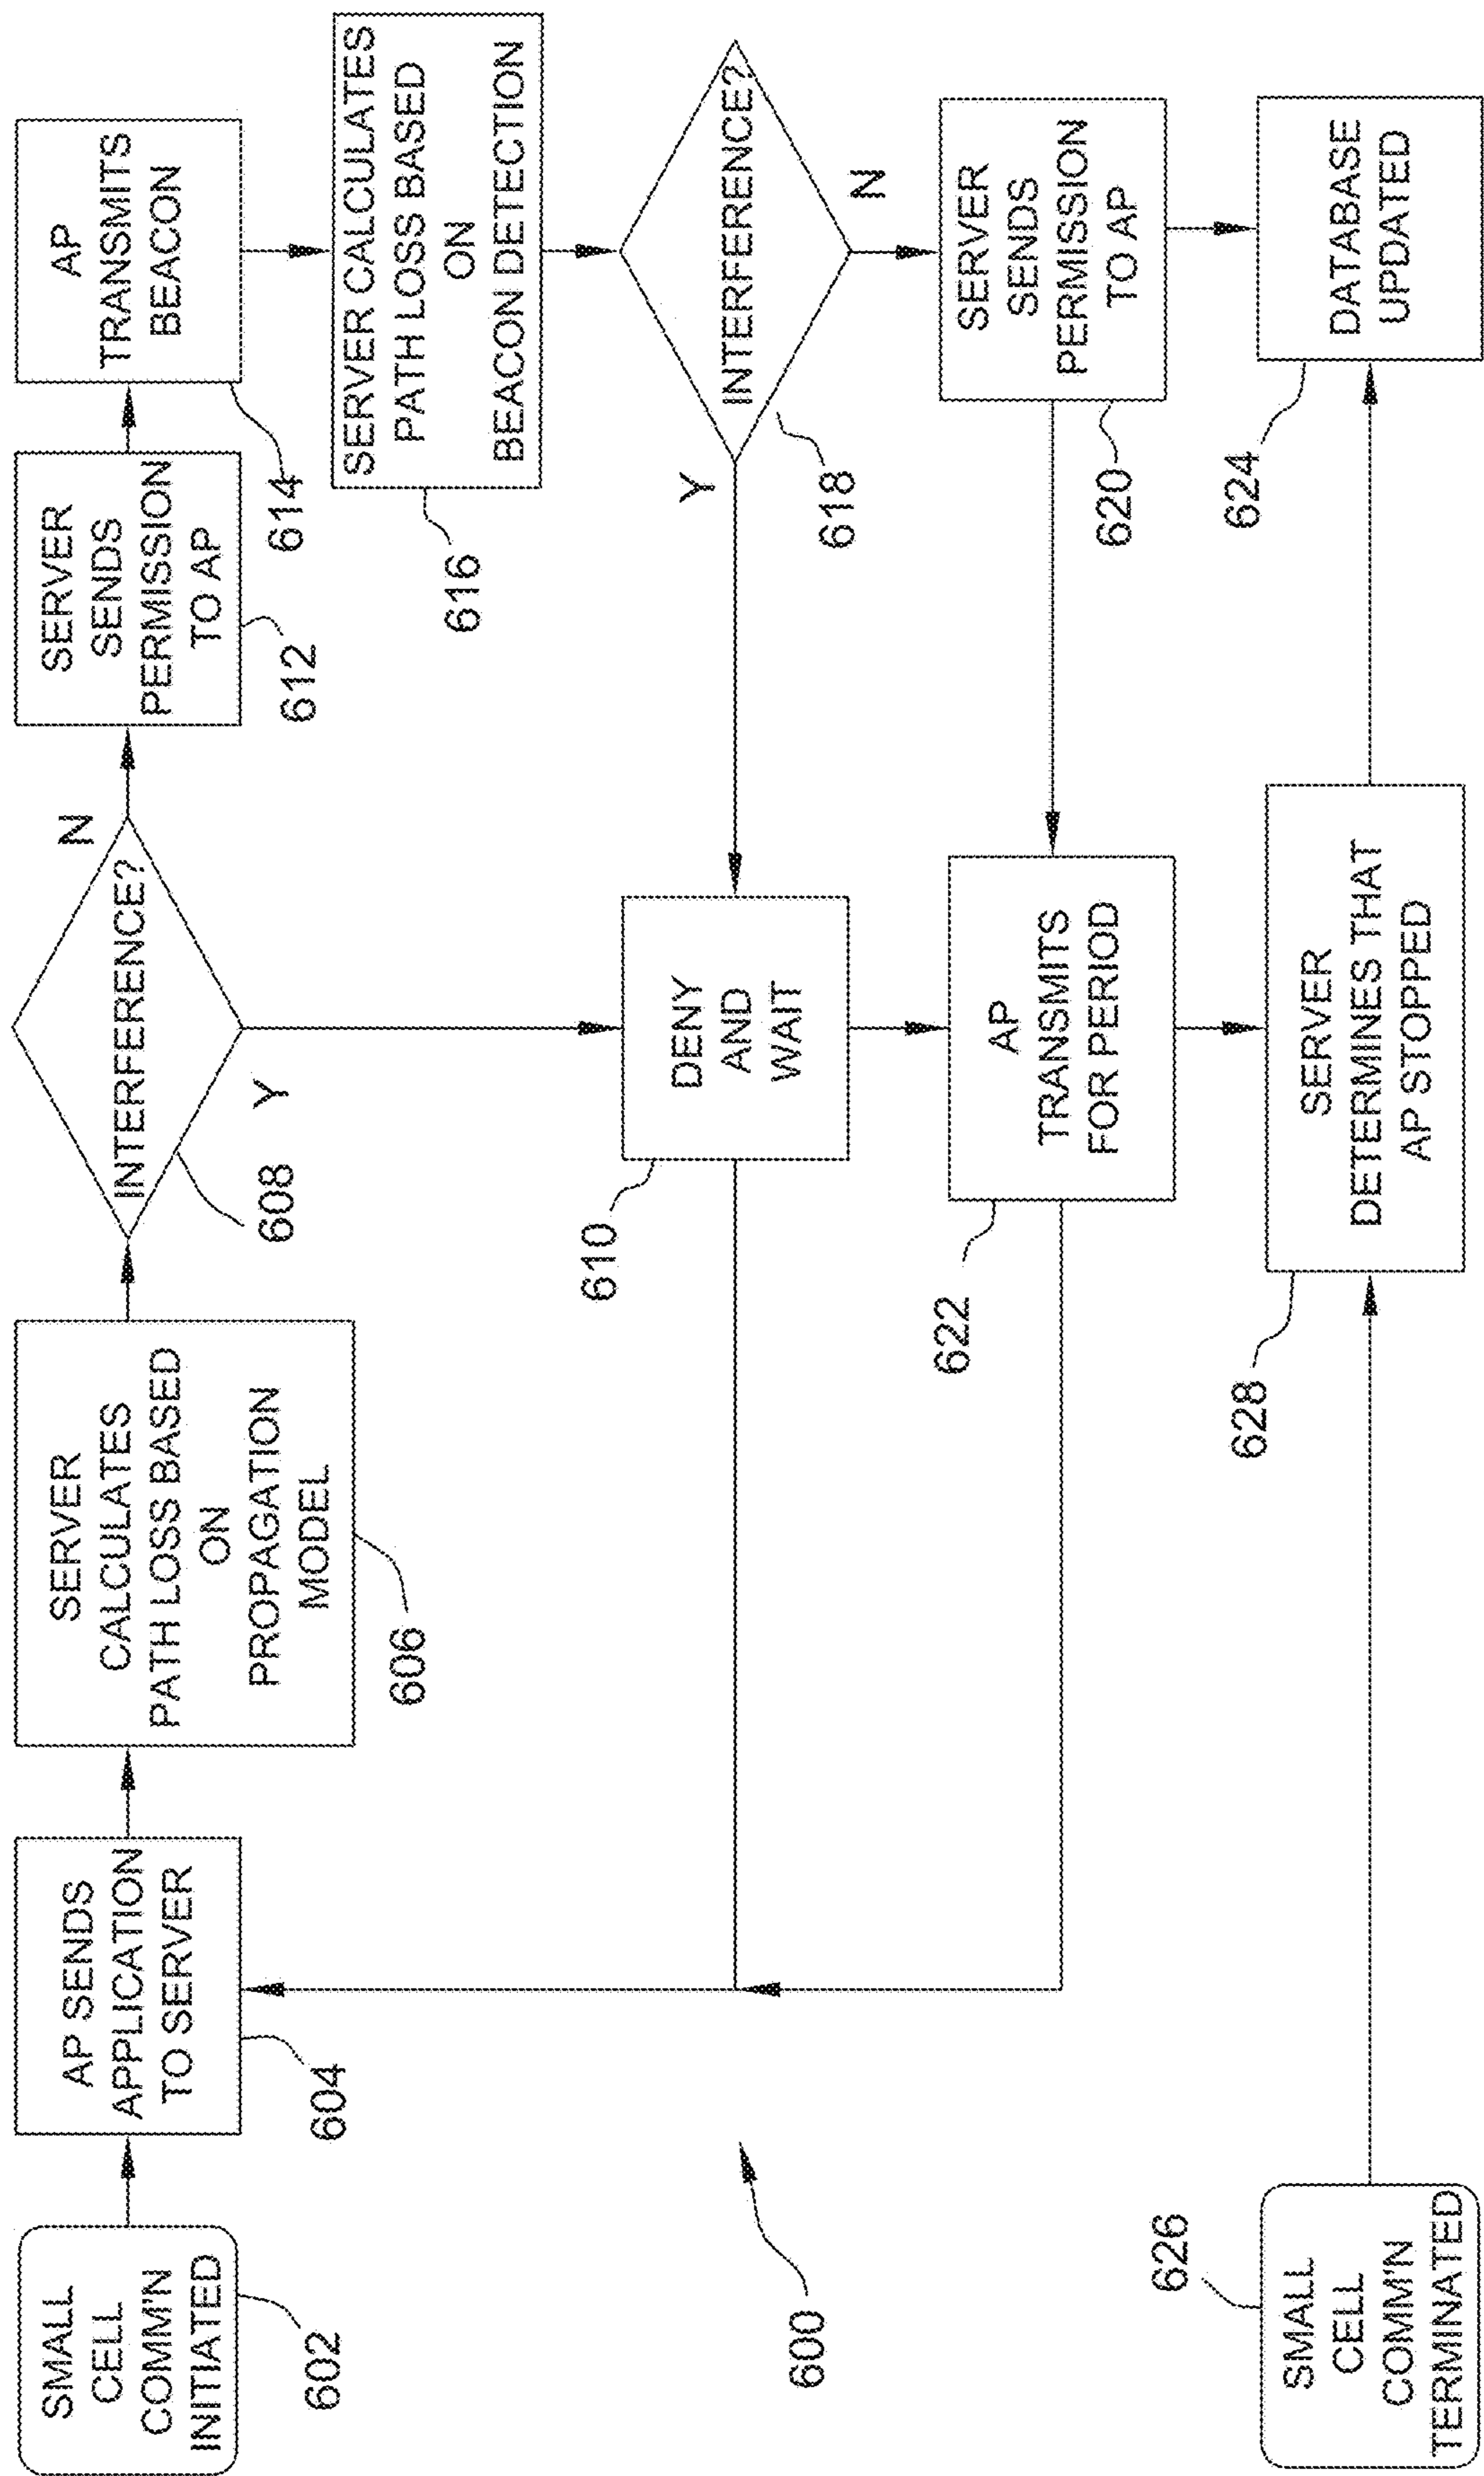 SMALL
CELL
COMM'N
INITIATED
602
AP SENDS
APPLICATION
TO SERVER
604
SERVER
CALCULATES
PATH LOSS BASED
ON
PROPAGATION
MODEL
606
INTERFERENCE?
608
N
Y
SERVER
SENDS
PERMISSION
TO AP
612
AP
TRANSMITS
BEACON
614
SERVER CALCULATES
PATH LOSS BASED
ON
BEACON DETECTION
616
INTERFERENCE?
618
Y
N
DENY
AND
WAIT
610
SERVER
SENDS
PERMISSION
TO AP
620
AP
TRANSMITS
FOR PERIOD
622
DATABASE
UPDATED
624
600
SMALL
CELL
COMM'N
TERMINATED
626
SERVER
DETERMINES THAT
AP STOPPED
628